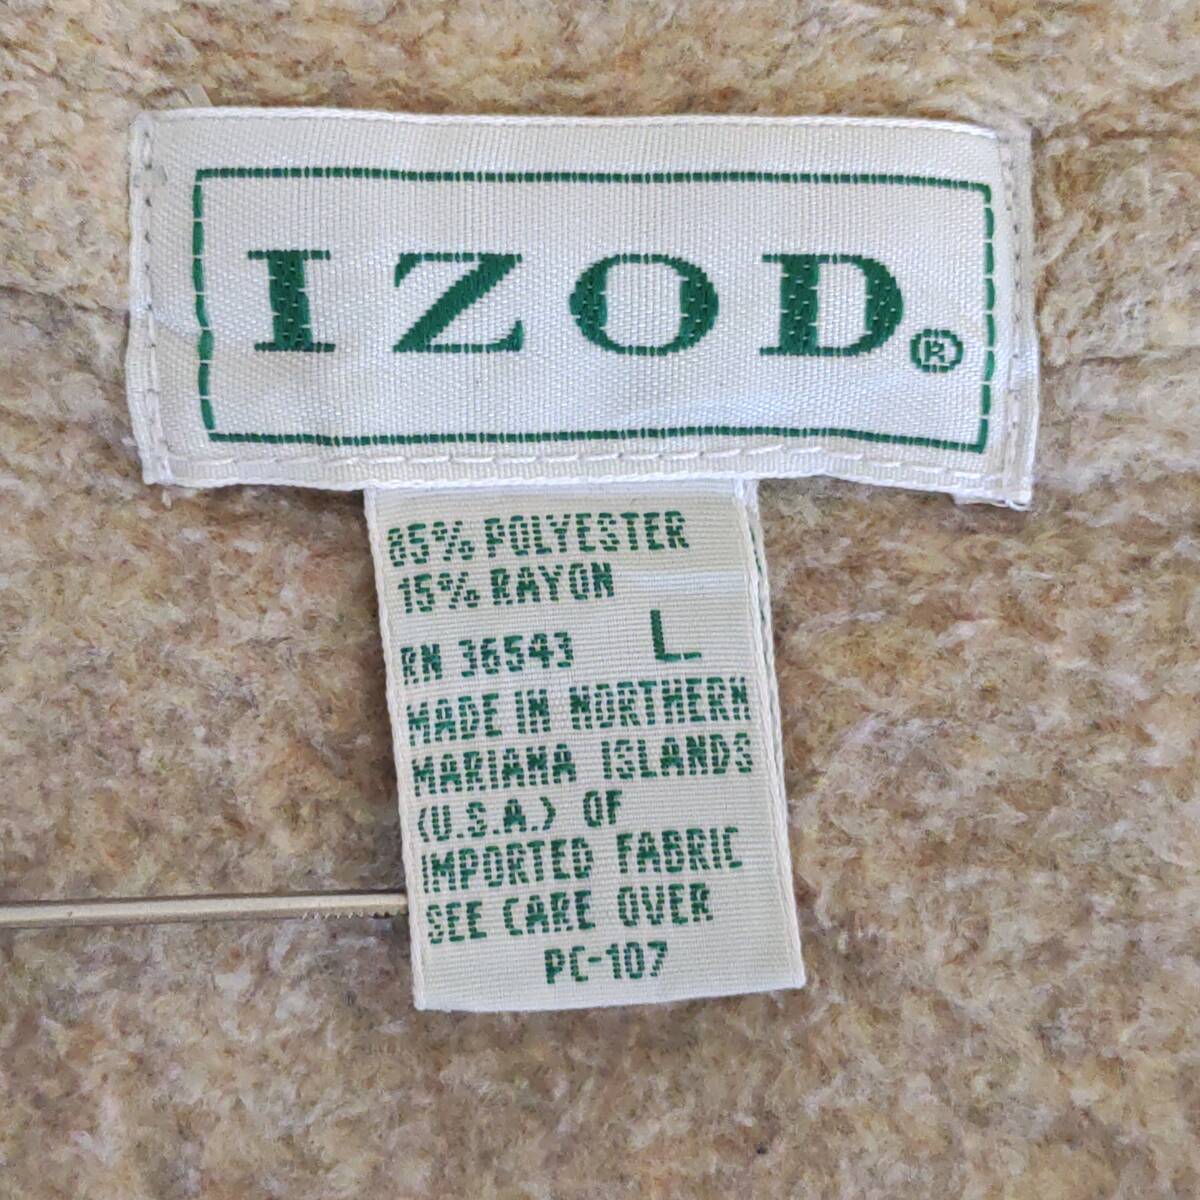 IZOD®
85% POLYESTER
15% RAYON
RN 36543 L
MADE IN NORTHERN
MARIANA ISLANDS
(U.S.A.) OF
IMPORTED FABRIC
SEE CARE OVER
PC-107